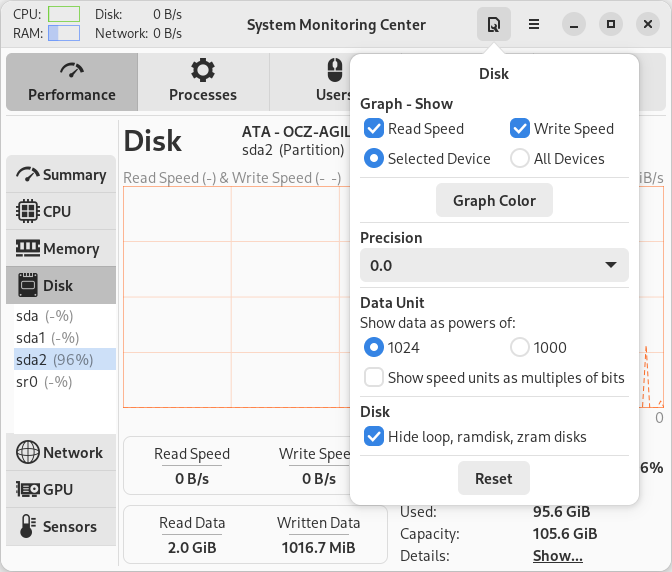 CPU:
Disk: 0 B/s
RAM:
Network: 0 B/s
System Monitoring Center
Performance
Processes
Users
Disk
ATA - OCZ-AGIL
sda2 (Partition)
Read Speed (-) & Write Speed (- -)
iB/s
0
Summary
CPU
Memory
Disk
sda (-%)
sda1 (-%)
sda2 (96%)
sr0 (-%)
Network
GPU
Sensors
Disk
Graph - Show
Read Speed
Write Speed
Selected Device
All Devices
Graph Color
Precision
0.0
Data Unit
Show data as powers of:
1024
1000
Show speed units as multiples of bits
Disk
Hide loop, ramdisk, zram disks
Reset
Read Speed
0 B/s
Write Spee
0 B/s
6%
Read Data
2.0 GiB
Written Data
1016.7 MiB
Used: 95.6 GiB
Capacity: 105.6 GiB
Details: Show...